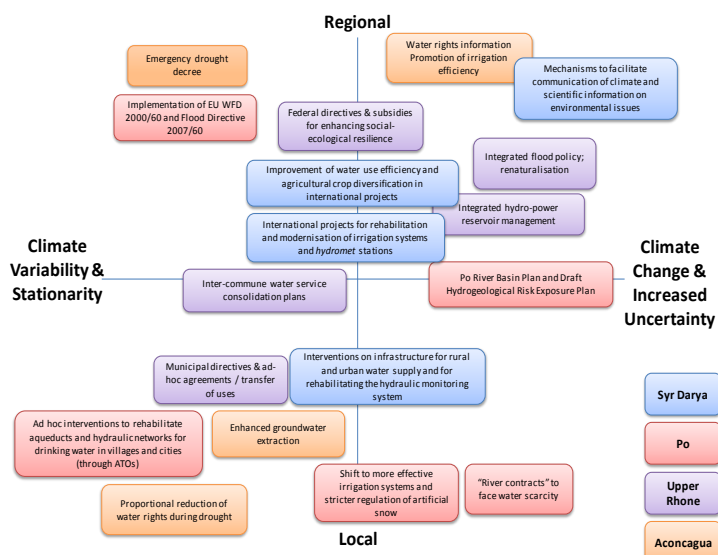 Regional
Emergency drought
decree
Water rights information
Promotion of irrigation
efficiency
Mechanisms to facilitate
communication of climate and
scientific information on
environmental issues
Implementation of EU WFD
2000/60 and Flood Directive
2007/60
Federal directives & subsidies
for enhancing social-
ecological resilience
Integrated flood policy;
renaturalisation
Improvement of water use efficiency and
agricultural crop diversification in
international projects
Integrated hydro-power
reservoir management
International projects for rehabilitation
and modernisation of irrigation systems
and hydromet stations
Climate
Variability &
Stationarity
Climate
Change &
Increased
Uncertainty
Inter-commune water service
consolidation plans
Po River Basin Plan and Draft
Hydrogeological Risk Exposure Plan
Municipal directives & ad-
hoc agreements / transfer
of uses
Interventions on infrastructure for rural
and urban water supply and for
rehabilitating the hydraulic monitoring
system
Ad hoc interventions to rehabilitate
aqueducts and hydraulic networks for
drinking water in villages and cities
(through ATOs)
Enhanced groundwater
extraction
Proportional reduction of
water rights during drought
Shift to more effective
irrigation systems and
stricter regulation of artificial
snow
"River contracts" to
face water scarcity
Local
Syr Darya
Po
Upper
Rhone
Aconcagua